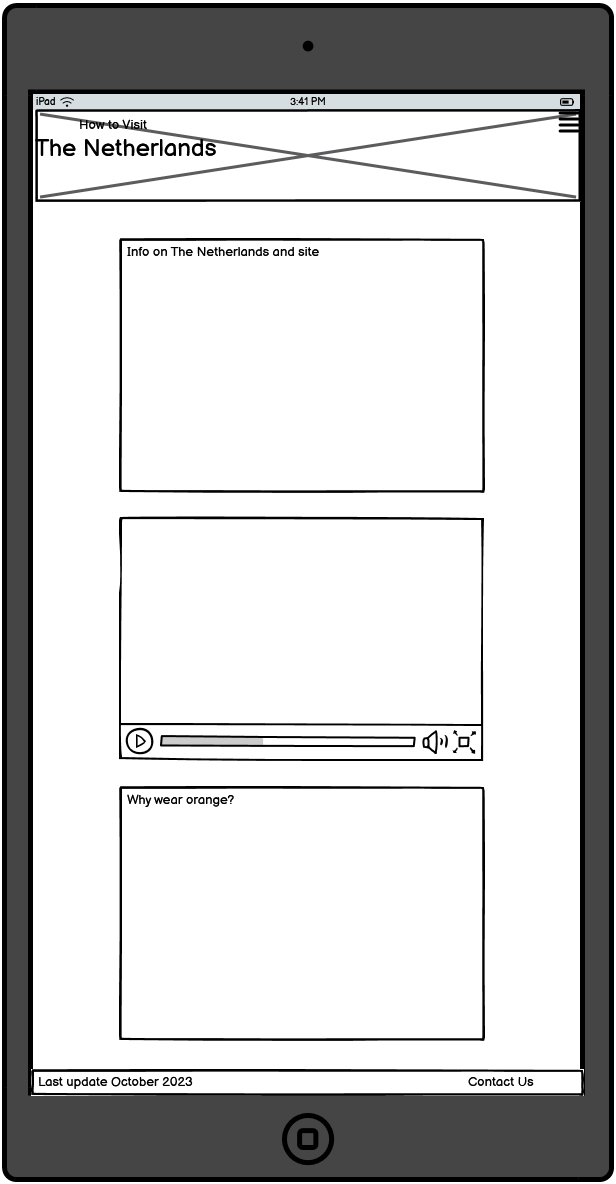 iPad
3:41 PM
How to Visit
The Netherlands
Info on The Netherlands and site
Why wear orange?
Last update October 2023
Contact Us